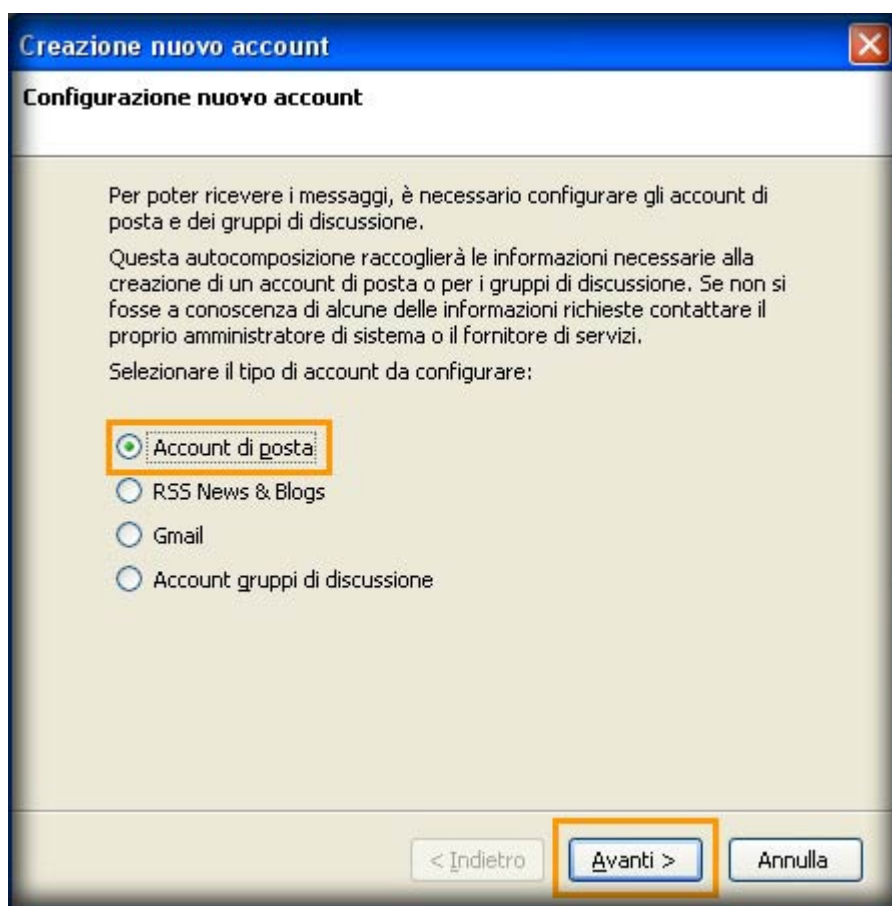 Creazione nuovo account
Configurazione nuovo account
Per poter ricevere i messaggi, è necessario configurare gli account di
posta e dei gruppi di discussione.
Questa autocomposizione raccoglierà le informazioni necessarie alla
creazione di un account di posta o per i gruppi di discussione. Se non si
fosse a conoscenza di alcune delle informazioni richieste contattare il
proprio amministratore di sistema o il fornitore di servizi.
Selezionare il tipo di account da configurare:
Account di posta
RSS News & Blogs
Gmail
Account gruppi di discussione
< Indietro
Avanti >
Annulla